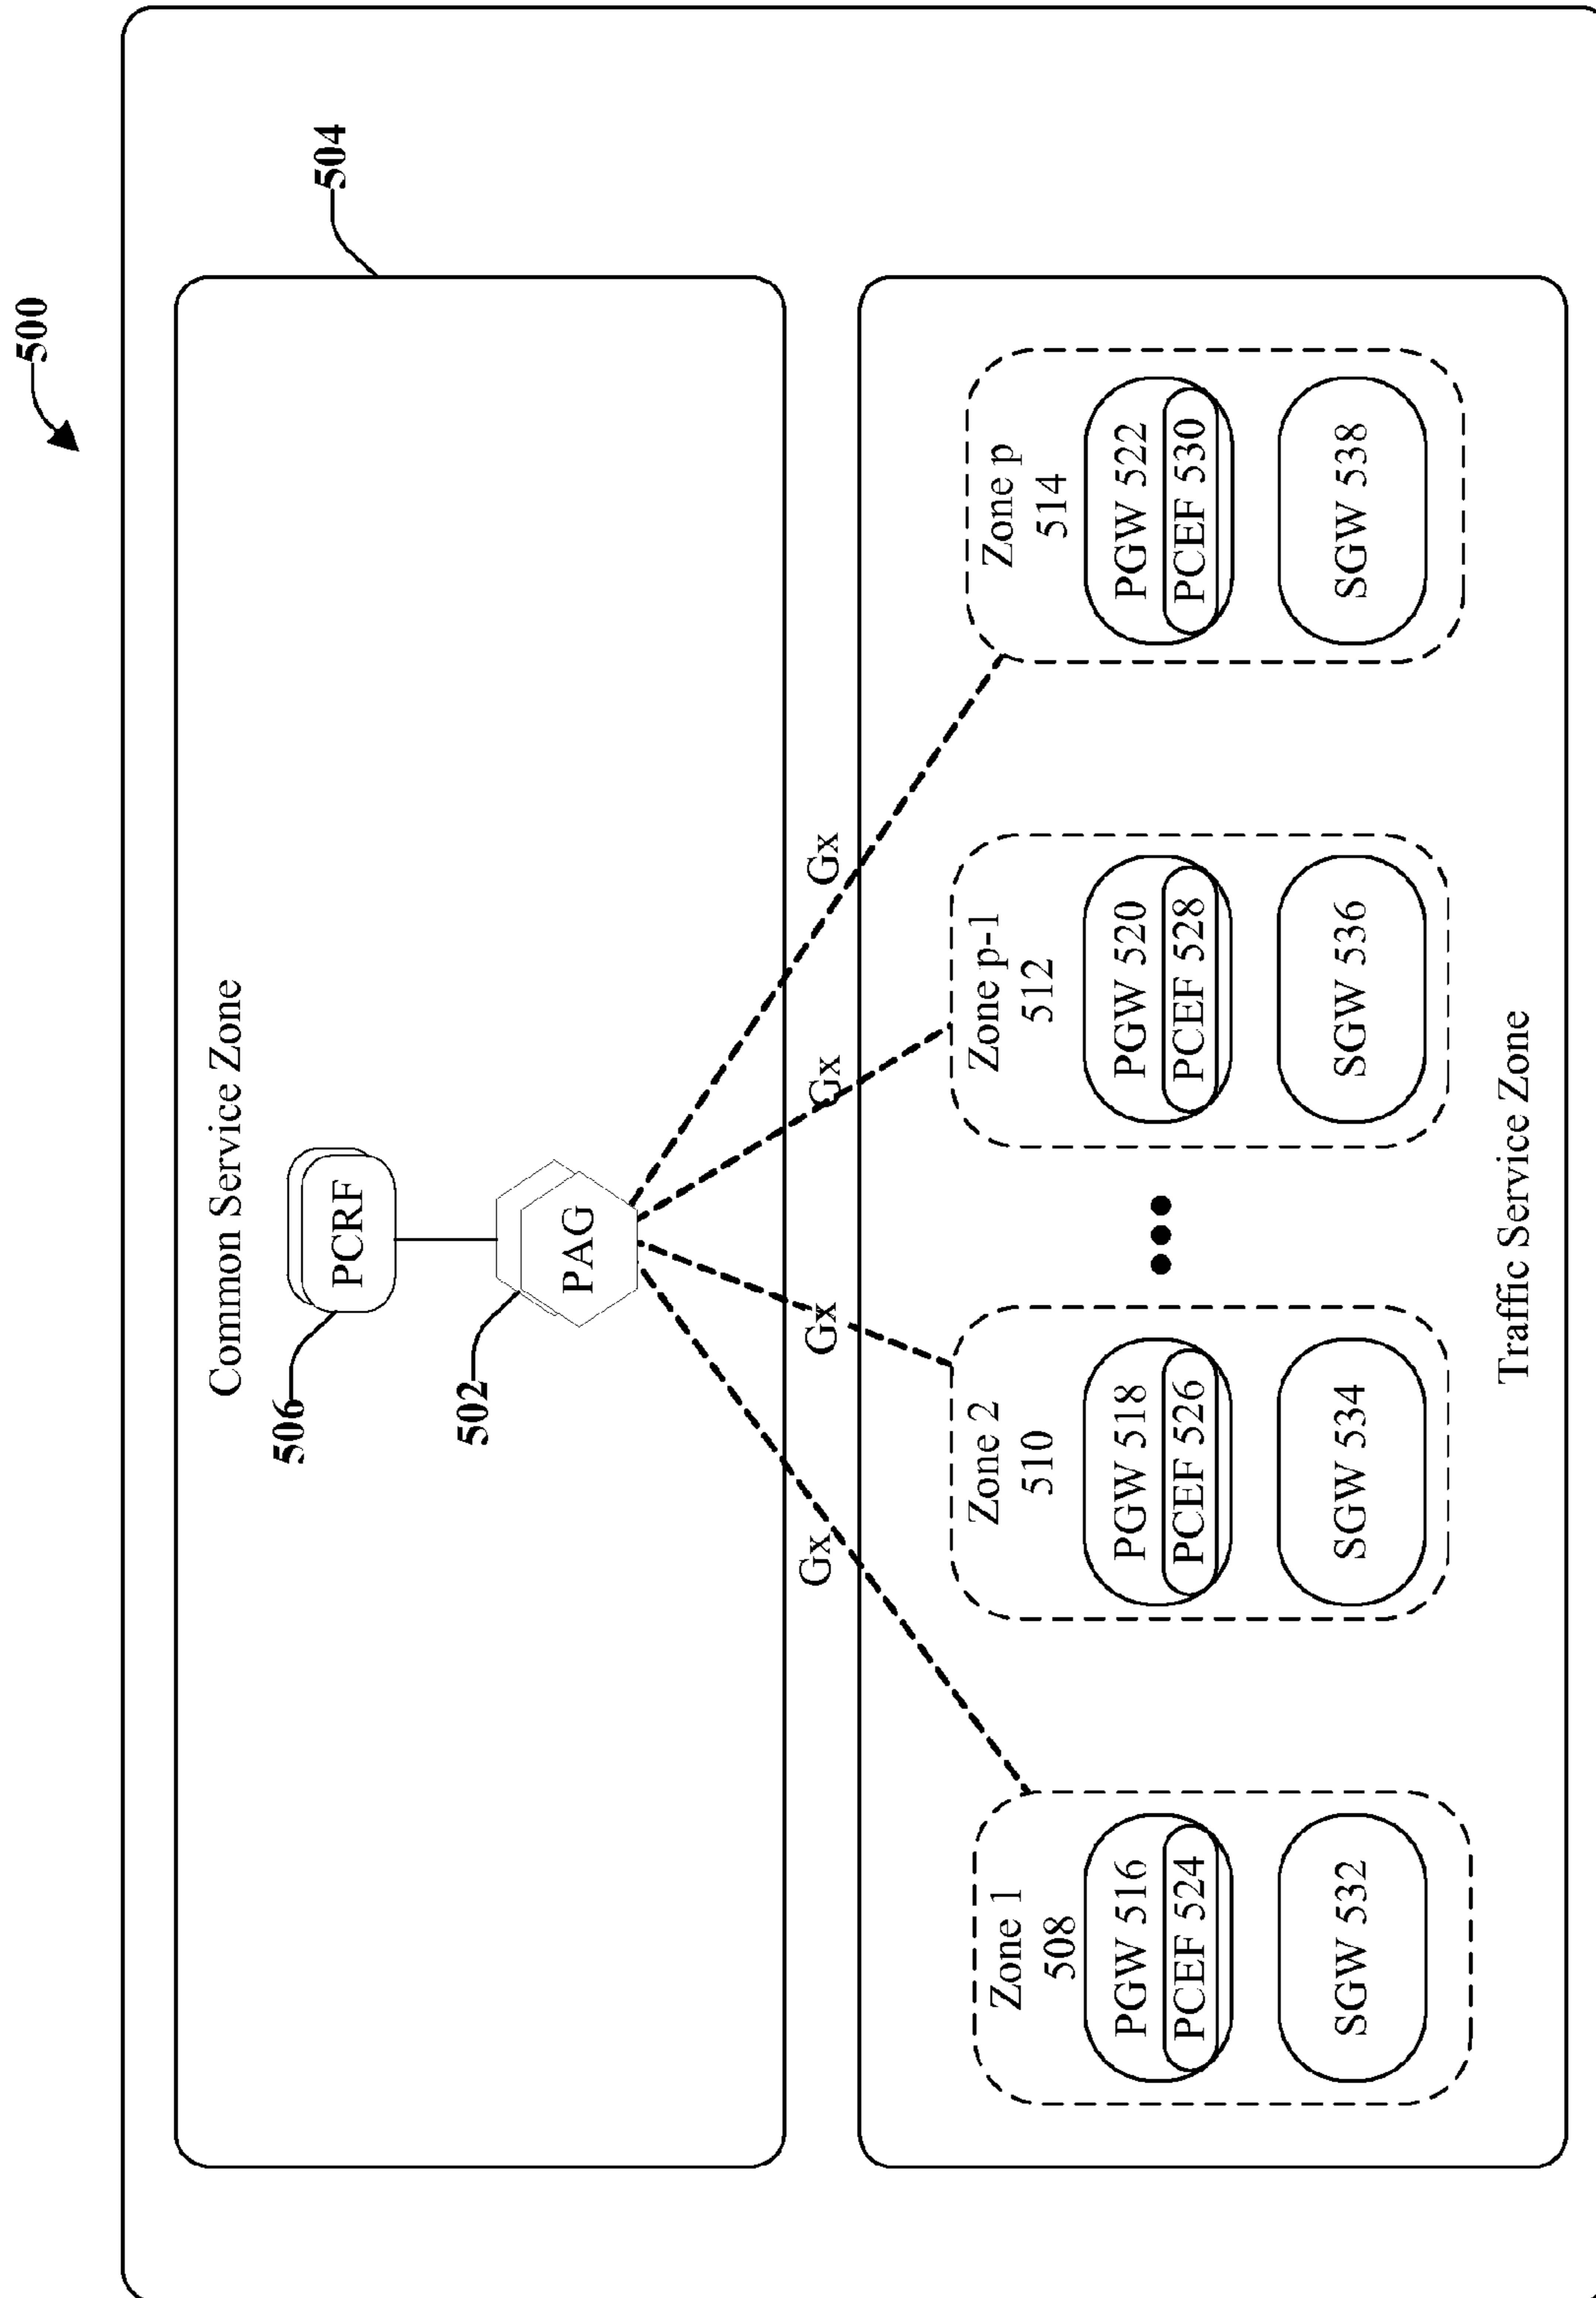 500
504
Common Service Zone
506
PCRF
502
PAG
Gx
Gx
Gx
Gx
Zone 1
508
PGW 516
PCEF 524
SGW 532
Zone 2
510
PGW 518
PCEF 526
SGW 534
Zone p-1
512
PGW 520
PCEF 528
SGW 536
Zone p
514
PGW 522
PCEF 530
SGW 538
Traffic Service Zone